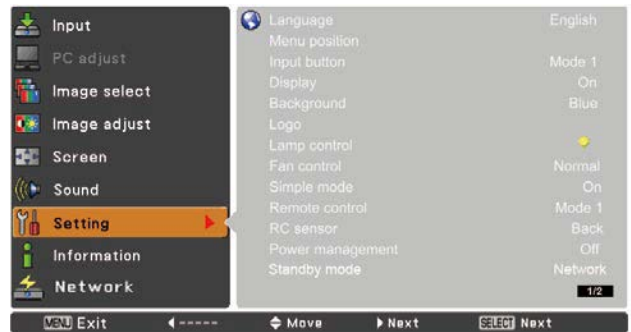 Input
PC adjust
Image select
Image adjust
Screen
Sound
Setting
Information
Network
Language English
Menu position
Input button Mode 1
Display On
Background Blue
Logo
Lamp control
Fan control Normal
Simple mode On
Remote control Mode 1
RC sensor Back
Power management Off
Standby mode Network
1/2
MENU Exit ----- Move Next SELECT Next